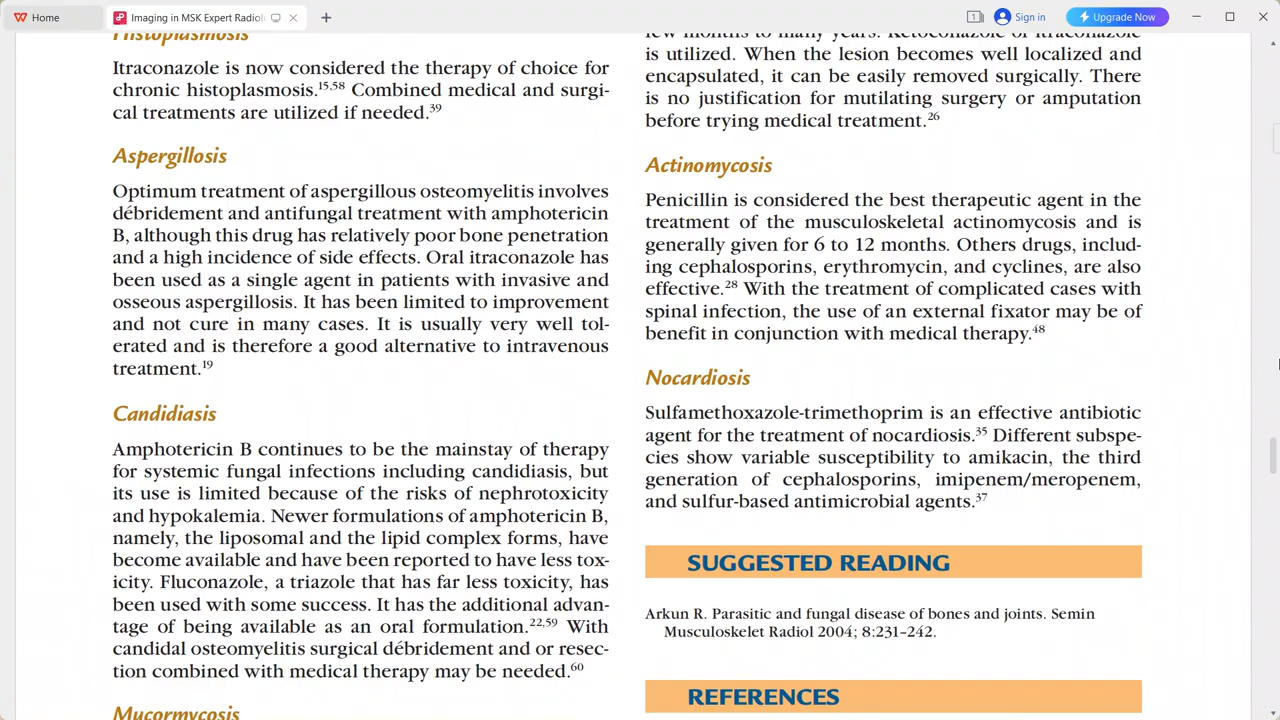 Home
Imaging in MSK Expert Radiol
Sign in
Upgrade Now
Histoplasmosis
Itraconazole is now considered the therapy of choice for
chronic histoplasmosis.15,58 Combined medical and surgi-
cal treatments are utilized if needed.39
Aspergillosis
Optimum treatment of aspergillous osteomyelitis involves
débridement and antifungal treatment with amphotericin
B, although this drug has relatively poor bone penetration
and a high incidence of side effects. Oral itraconazole has
been used as a single agent in patients with invasive and
osseous aspergillosis. It has been limited to improvement
and not cure in many cases. It is usually very well tol-
erated and is therefore a good alternative to intravenous
treatment.19
Candidiasis
Amphotericin B continues to be the mainstay of therapy
for systemic fungal infections including candidiasis, but
its use is limited because of the risks of nephrotoxicity
and hypokalemia. Newer formulations of amphotericin B,
namely, the liposomal and the lipid complex forms, have
become available and have been reported to have less tox-
icity. Fluconazole, a triazole that has far less toxicity, has
been used with some success. It has the additional advan-
tage of being available as an oral formulation.22,59 With
candidal osteomyelitis surgical débridement and or resec-
tion combined with medical therapy may be needed.60
Mucormycosis
few months to many years. Ketoconazole or itraconazole
is utilized. When the lesion becomes well localized and
encapsulated, it can be easily removed surgically. There
is no justification for mutilating surgery or amputation
before trying medical treatment.26
Actinomycosis
Penicillin is considered the best therapeutic agent in the
treatment of the musculoskeletal actinomycosis and is
generally given for 6 to 12 months. Others drugs, includ-
ing cephalosporins, erythromycin, and cyclines, are also
effective.28 With the treatment of complicated cases with
spinal infection, the use of an external fixator may be of
benefit in conjunction with medical therapy.48
Nocardiosis
Sulfamethoxazole-trimethoprim is an effective antibiotic
agent for the treatment of nocardiosis.35 Different subspe-
cies show variable susceptibility to amikacin, the third
generation of cephalosporins, imipenem/meropenem,
and sulfur-based antimicrobial agents.37
SUGGESTED READING
Arkun R. Parasitic and fungal disease of bones and joints. Semin
Musculoskelet Radiol 2004; 8:231–242.
REFERENCES